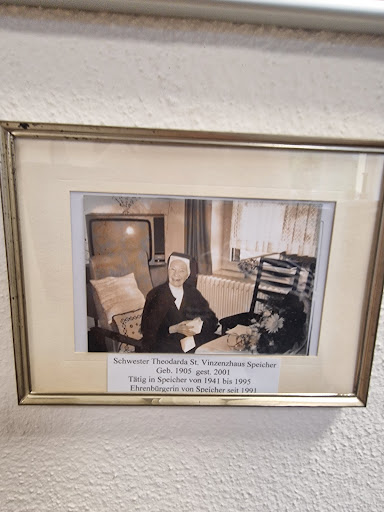 Schwester Theodarda St. Vinzenzhaus Speicher
Geb. 1905 gest. 2001
Tätig in Speicher von 1941 bis 1995
Ehrenbürgerin von Speicher seit 1991